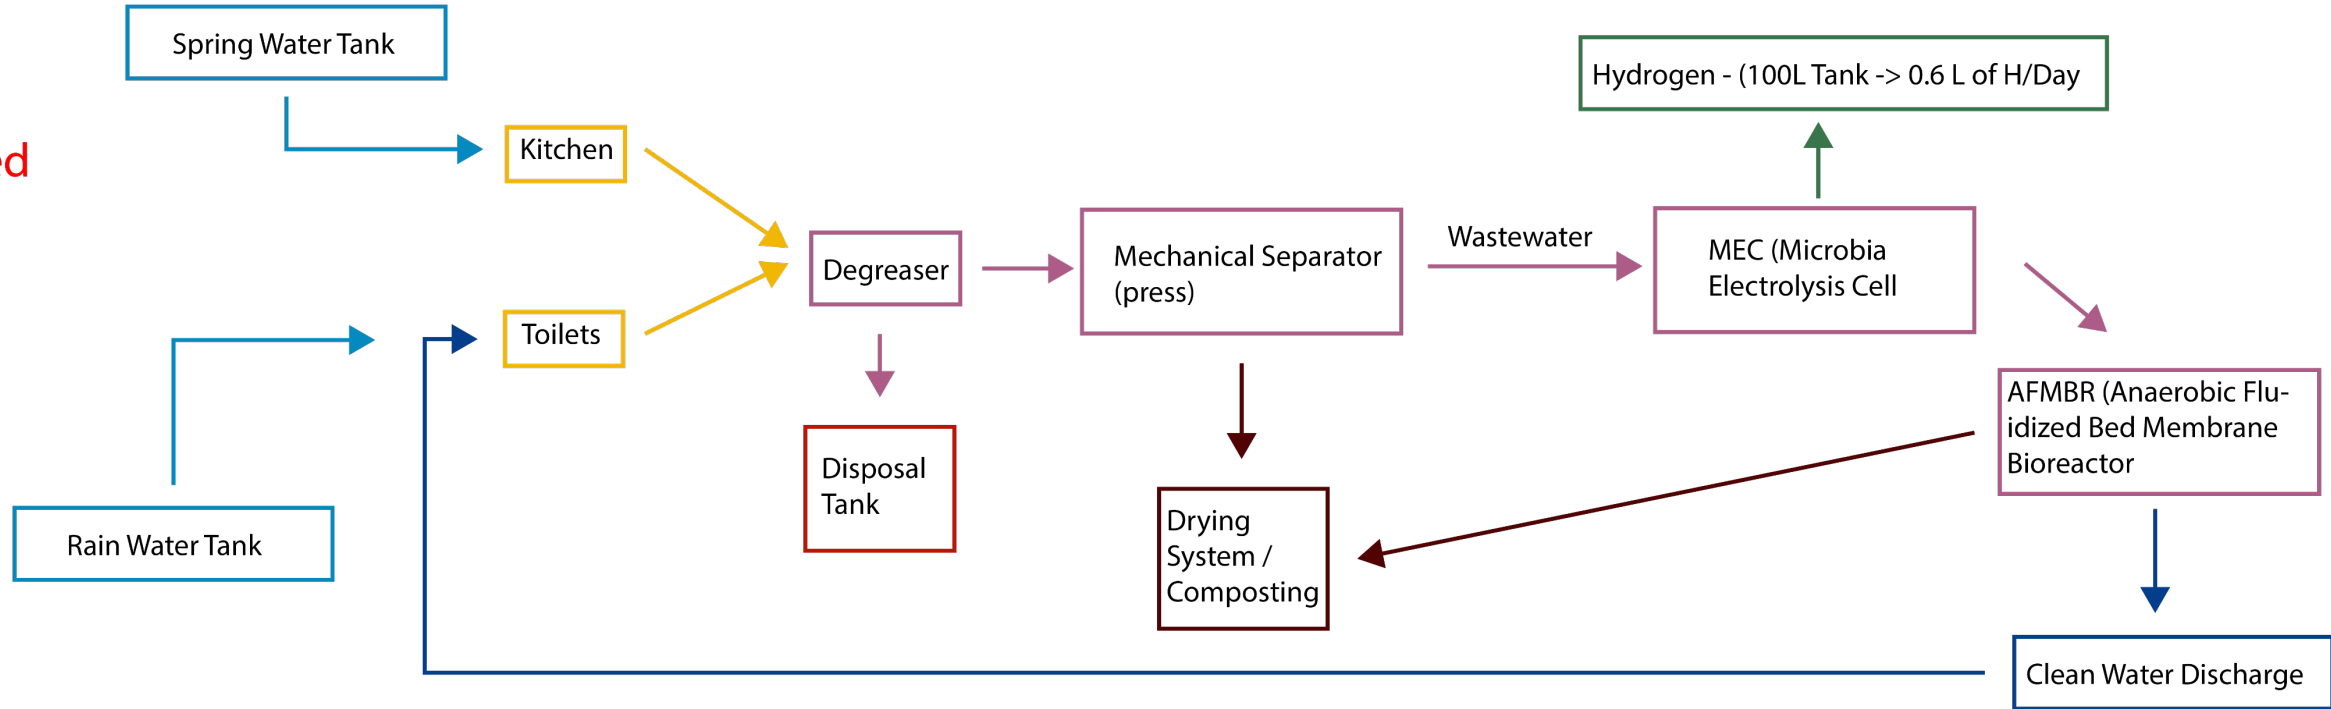 Spring Water Tank
Hydrogen - (100L Tank -> 0.6 L of H/Day
ed
Kitchen
Wastewater
Degreaser
Mechanical Separator
(press)
MEC (Microbia
Electrolysis Cell
Toilets
AFMBR (Anaerobic Flu-
idized Bed Membrane
Bioreactor
Disposal
Tank
Rain Water Tank
Drying
System /
Composting
Clean Water Discharge